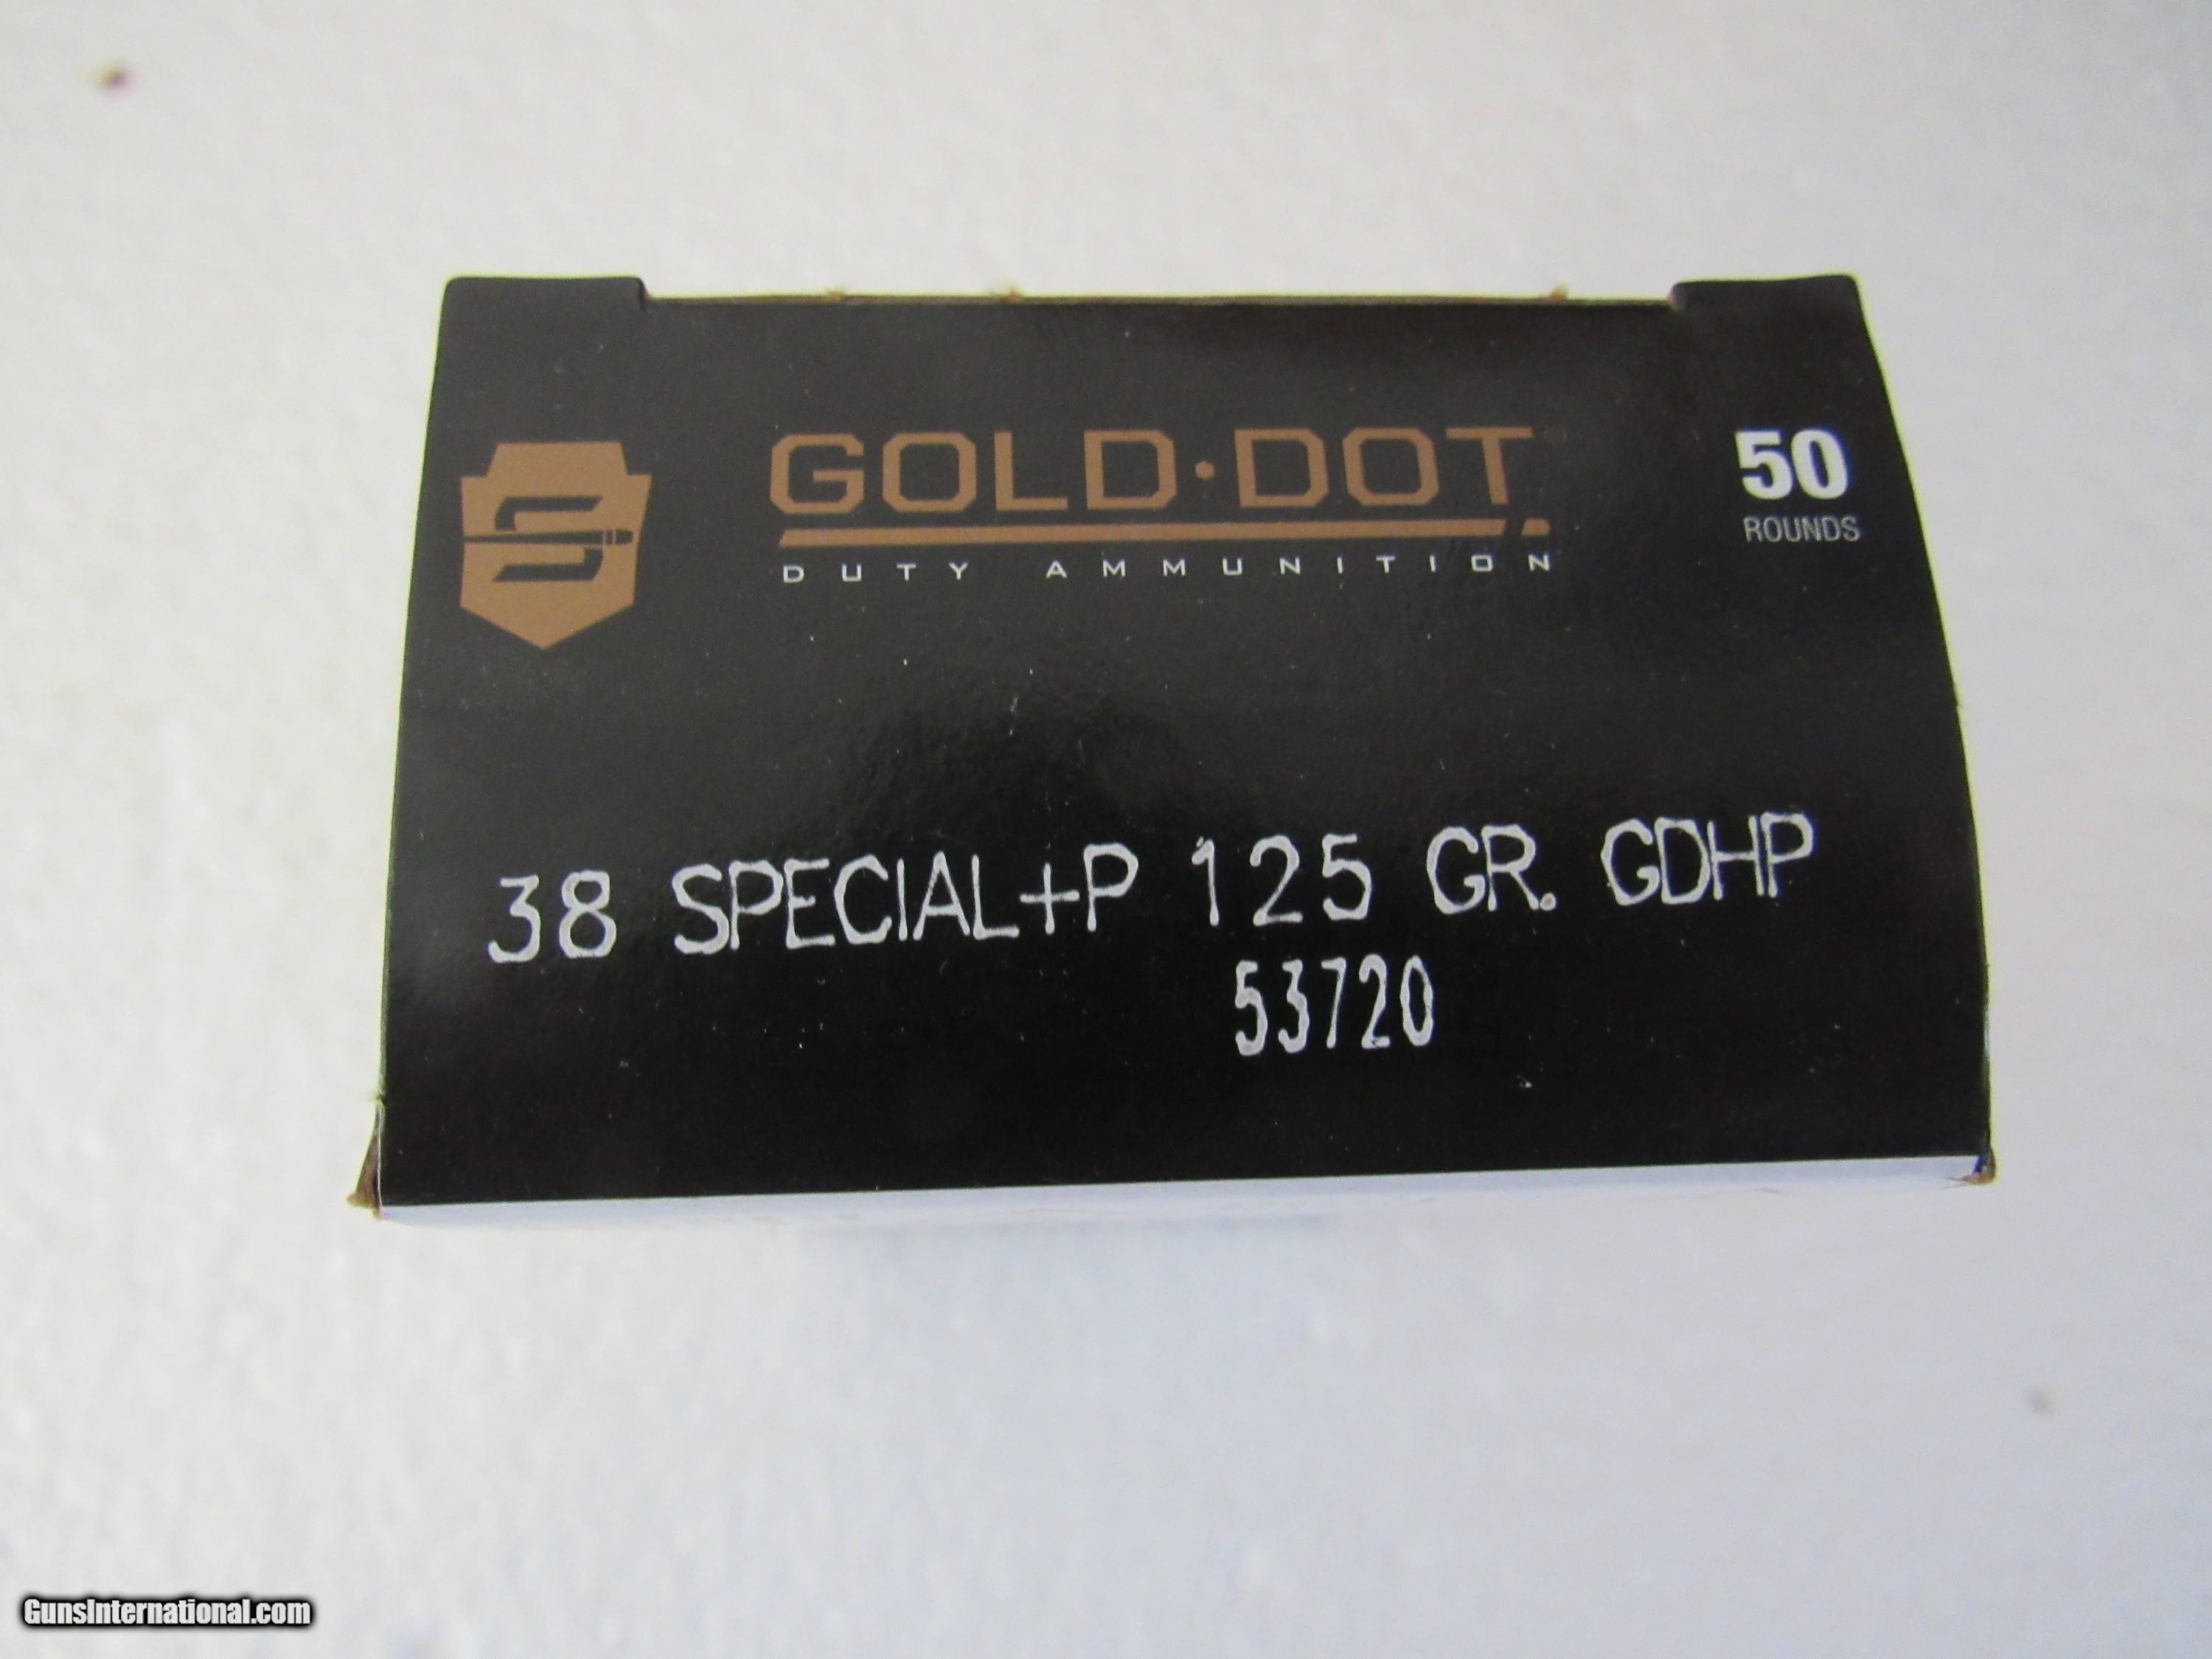 GOLD·DOT
DUTY AMMUNITION
50
ROUNDS
38 SPECIAL+P 125 GR. GDHP
53720
GunsInternational.com